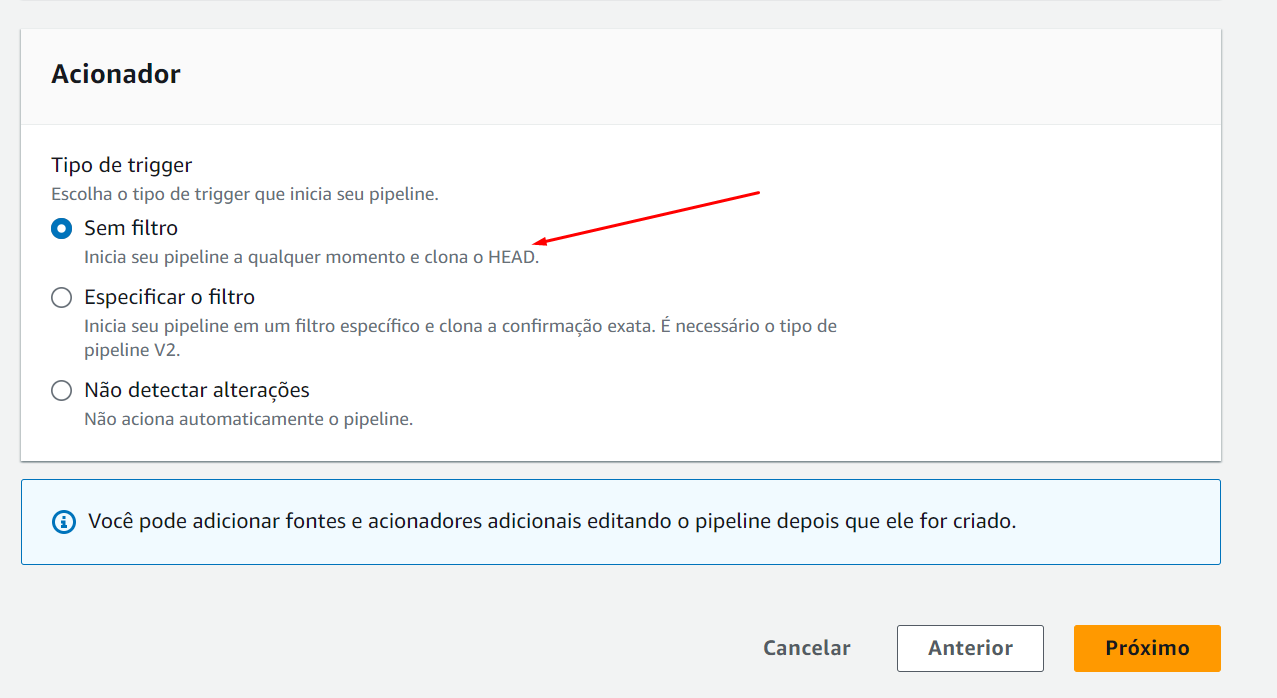 Acionador
Tipo de trigger
Escolha o tipo de trigger que inicia seu pipeline.
Sem filtro
Inicia seu pipeline a qualquer momento e clona o HEAD.
Especificar o filtro
Inicia seu pipeline em um filtro específico e clona a confirmação exata. É necessário o tipo de
pipeline V2.
Não detectar alterações
Não aciona automaticamente o pipeline.
Você pode adicionar fontes e acionadores adicionais editando o pipeline depois que ele for criado.
Cancelar
Anterior
Próximo